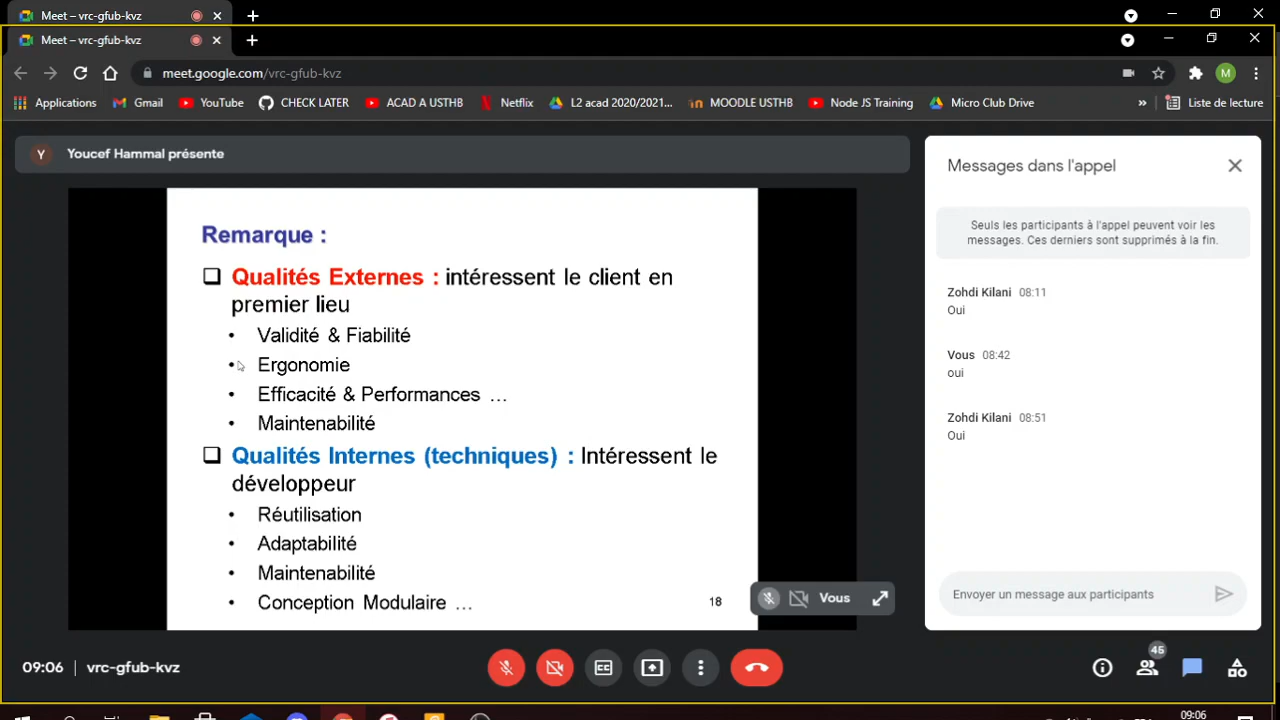 Meet – vrc-gfub-kvz
Meet – vrc-gfub-kvz
meet.google.com/vrc-gfub-kvz
M
Applications
Gmail
YouTube
CHECK LATER
ACAD A USTHB
Netflix
L2 acad 2020/2021...
MOODLE USTHB
Node JS Training
Micro Club Drive
»
Liste de lecture
Y
Youcef Hammal présente
Remarque :
Qualités Externes : intéressent le client en
premier lieu
• Validité & Fiabilité
• Ergonomie
• Efficacité & Performances …
• Maintenabilité
Qualités Internes (techniques) : Intéressent le
développeur
• Réutilisation
• Adaptabilité
• Maintenabilité
• Conception Modulaire …
18
Vous
Messages dans l'appel
Seuls les participants à l'appel peuvent voir les
messages. Ces derniers sont supprimés à la fin.
Zohdi Kilani 08:11
Oui
Vous 08:42
oui
Zohdi Kilani 08:51
Oui
Envoyer un message aux participants
09:06 | vrc-gfub-kvz
45
09:06